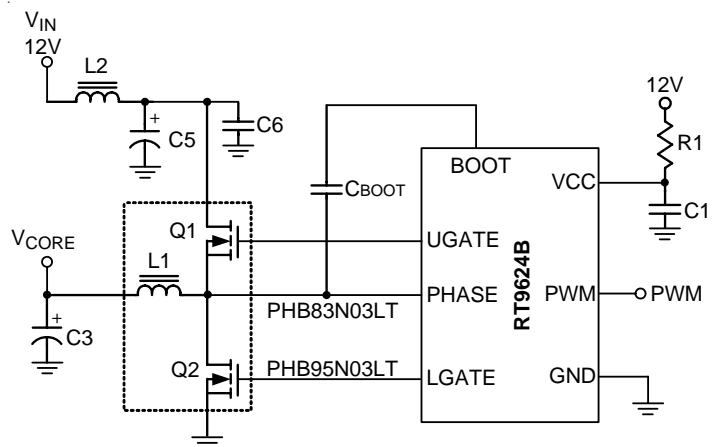 VIN
12V
L2
+
C5
C6
CBOOT
12V
R1
BOOT
VCC
C1
VCORE
L1
Q1
UGATE
+
C3
PHASE
PHB83N03LT
RT9624B
PWM
PWM
Q2
PHB95N03LT
LGATE
GND